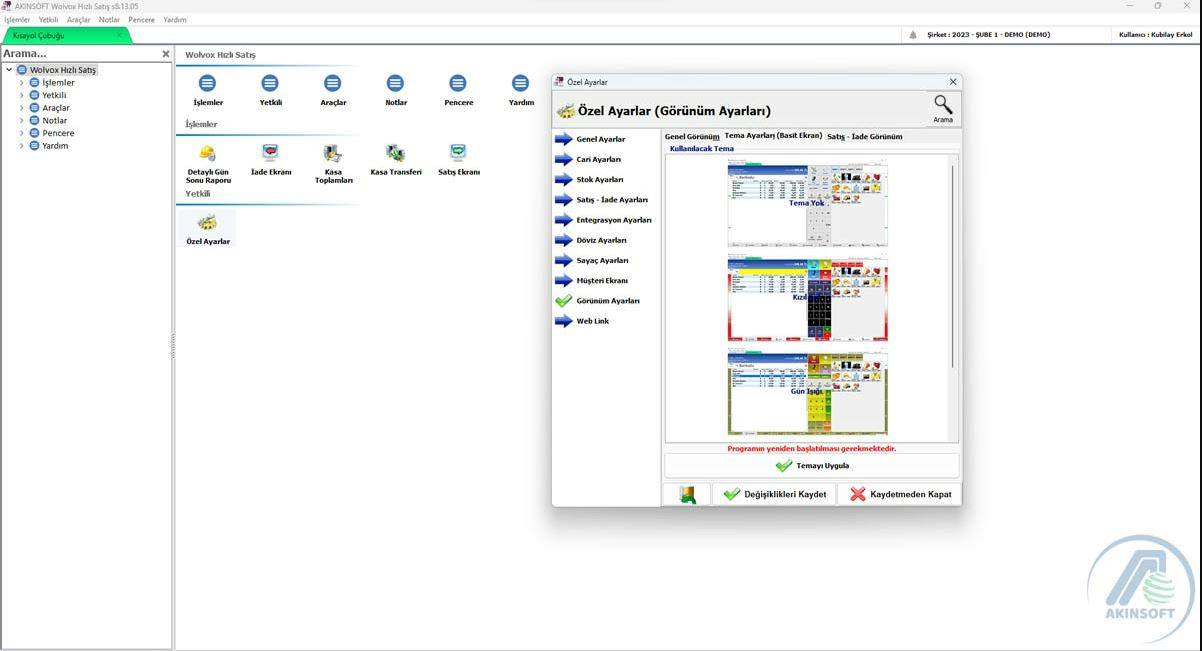 AKINSOFT Wolvox Hızlı Satış s8.13.05
İşlemler Yetkili Araçlar Notlar Pencere Yardım
Kısayol Çubuğu
Şirket : 2023 - ŞUBE 1 - DEMO (DEMO)
Kullanıcı : Kubilay Erkol
Arama...
Wolvox Hızlı Satış
İşlemler
Yetkili
Araçlar
Notlar
Pencere
Yardım
Wolvox Hızlı Satış
İşlemler Yetkili Araçlar Notlar Pencere Yardım
İşlemler
Detaylı Gün Sonu Raporu
İade Ekranı
Kasa Toplamları
Kasa Transferi
Satış Ekranı
Yetkili
Özel Ayarlar
Özel Ayarlar
Özel Ayarlar (Görünüm Ayarları)
Arama
Genel Ayarlar
Cari Ayarları
Stok Ayarları
Satış - İade Ayarları
Entegrasyon Ayarları
Döviz Ayarları
Sayaç Ayarları
Müşteri Ekranı
Görünüm Ayarları
Web Link
Genel Görünüm Tema Ayarları (Basit Ekran) Satış - İade Görünüm
Kullanılacak Tema
Tema Yok
Kızıl
Gün Işığı
Programın yeniden başlatılması gerekmektedir.
Temayı Uygula
Değişiklikleri Kaydet
Kaydetmeden Kapat
AKINSOFT